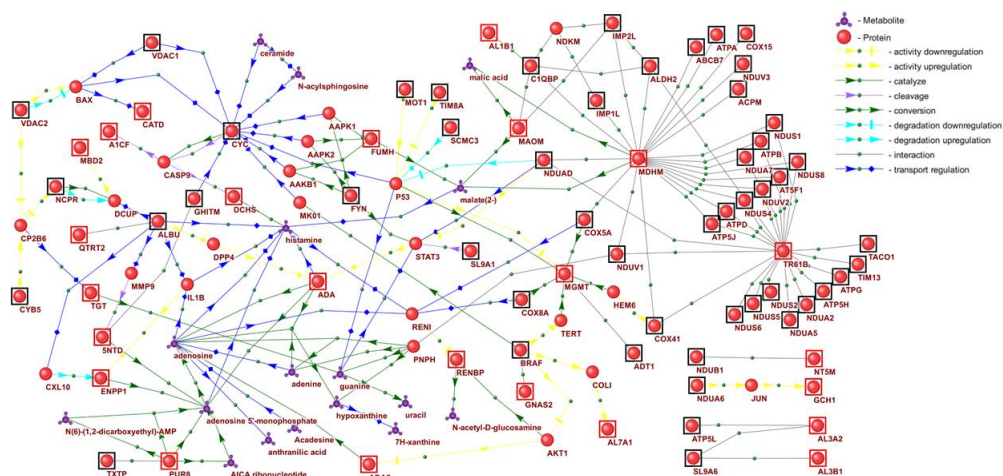 - Metabolite
- Protein
- activity downregulation
- activity upregulation
- catalyze
- cleavage
- conversion
- degradation downregulation
- degradation upregulation
- interaction
- transport regulation
VDAC1
ceramide
N-acylsphingosine
BAX
VDAC2
CATD
A1CF
CYC
MBD2
CASP9
AAPK1
AAPK2
FUMH
MOT1
TIM8A
SCMC3
AL1B1
NDKM
IMP2L
malic acid
C1QBP
ALDH2
IMP1L
MAOM
ABCB7
ATPA
COX15
NDUV3
ACPM
NCPR
DCUP
GHITM
DCHS
AAKB1
MK01
FYN
P53
malate(2-)
NDUAD
MDHM
NDUS1
ATPB
NDUA7
NDUS8
AT5F1
NDUV2
NDUS4
ATPD
ATP5J
CP2B6
QTRT2
ALBU
DPP4
histamine
STAT3
SL9A1
COX5A
NDUV1
TR61B
TACO1
TIM13
ATPG
ATP5H
NDUA2
NDUS2
NDUS5
NDUA5
NDUS6
CYB5
TGT
MMP9
IL1B
ADA
MGMT
HEM6
COX8A
TERT
COX41
ADT1
RENI
5NTD
adenosine
PNPH
adenine
guanine
RENBP
BRAF
GNAS2
COLI
AL7A1
CXL10
ENPP1
hypoxanthine
uracil
7H-xanthine
N-acetyl-D-glucosamine
AKT1
adenosine 5'-monophosphate
Acadesine
anthranilic acid
N(6)-(1,2-dicarboxyethyl)-AMP
TXTP
PUR8
AICA ribonucleotide
NDUB1
NT5M
NDUA6
JUN
GCH1
ATP5L
AL3A2
SL9A6
AL3B1